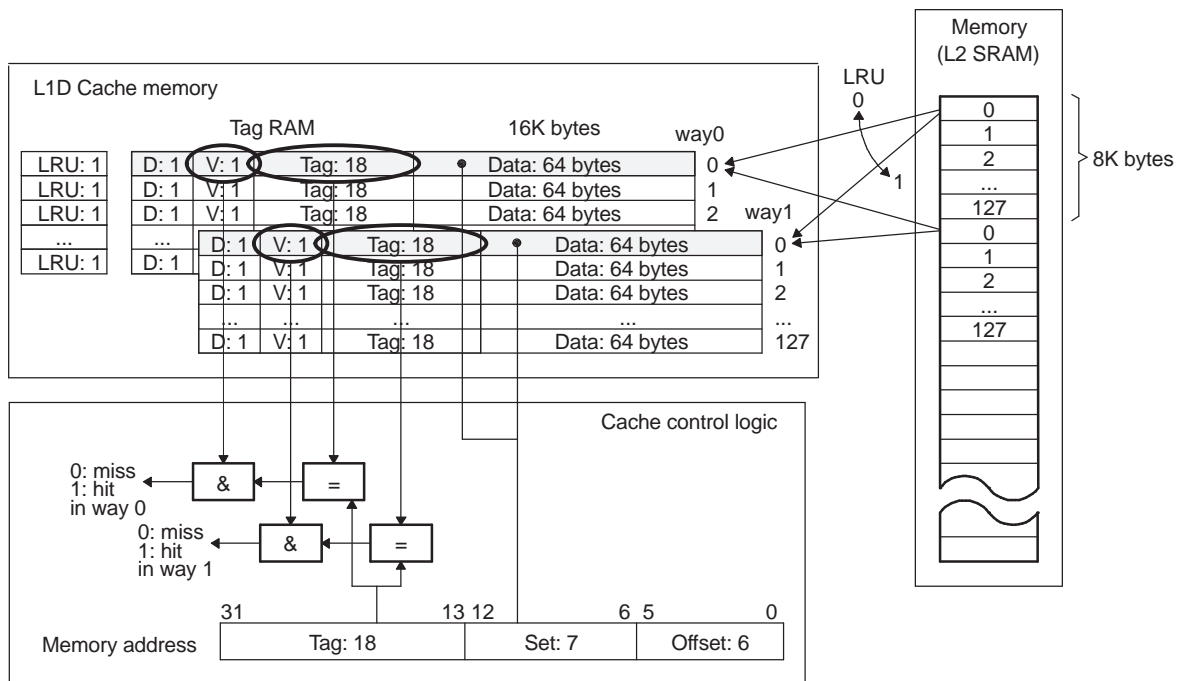 Memory
(L2 SRAM)
L1D Cache memory
LRU
0
1
Tag RAM
16K bytes
way0
LRU: 1 D: 1 V: 1 Tag: 18 Data: 64 bytes 0
LRU: 1 D: 1 V: 1 Tag: 18 Data: 64 bytes 1
LRU: 1 D: 1 V: 1 Tag: 18 Data: 64 bytes 2
way1
... ... D: 1 V: 1 Tag: 18 Data: 64 bytes 0
LRU: 1 D: 1 D: 1 V: 1 Tag: 18 Data: 64 bytes 1
D: 1 V: 1 Tag: 18 Data: 64 bytes 2
... ... ... ... ...
D: 1 V: 1 Tag: 18 Data: 64 bytes 127
0
1
2
...
127
8K bytes
0
1
2
...
127
Cache control logic
0: miss
1: hit
in way 0
& =
0: miss
1: hit
in way 1
& =
31 13 12 6 5 0
Memory address Tag: 18 Set: 7 Offset: 6